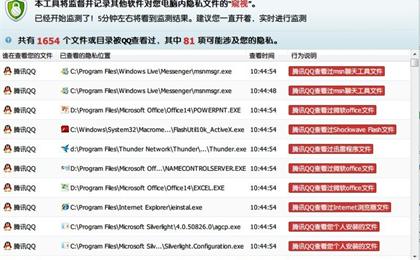 本工具将监督并记录其他软件对您电脑内隐私文件的“窥视”。
已经开始监测了！5分钟左右将看到监测结果。建议您一直开着、实时进行监测
共有 1654 个文件或目录被QQ查看过，其中 81 项可能涉及您的隐私。
谁在查看您的文件 已查看的隐私位置 查看时间 行为说明
腾讯QQ C:\Program Files\Windows Live\Messenger\msnmsgr.exe 10:44:54 腾讯QQ查看过msn聊天工具文件
腾讯QQ C:\Program Files\Windows Live\Messenger\msnmsgr.exe 10:44:48 腾讯QQ查看过msn聊天工具文件
腾讯QQ C:\Program Files\Microsoft Office\Office14\POWERPNT.EXE 10:44:54 腾讯QQ查看过微软office文件
腾讯QQ C:\Windows\System32\Macrome...\FlashUtil10k_ActiveX.exe 10:44:54 腾讯QQ查看过Shockwave Flash文件
腾讯QQ d:\Program Files\Thunder Network\Thunder\...\Thunder.exe 10:44:54 腾讯QQ查看过迅雷程序文件
腾讯QQ C:\Program Files\Microsoft Off...\NAMECONTROLSERVER.EXE 10:44:54 腾讯QQ查看过微软office文件
腾讯QQ C:\Program Files\Microsoft Office\Office14\EXCEL.EXE 10:44:54 腾讯QQ查看过微软office文件
腾讯QQ C:\Program Files\Internet Explorer\ieinstal.exe 10:44:54 腾讯QQ查看过Internet浏览器文件
腾讯QQ C:\Program Files\Microsoft Silverlight\4.0.50826.0\agcp.exe 10:44:54 腾讯QQ查看了您个人安装的文件
腾讯QQ C:\Program Files\Microsoft Silv...\Silverlight.Configuration.exe 10:44:54 腾讯QQ查看了您个人安装的文件